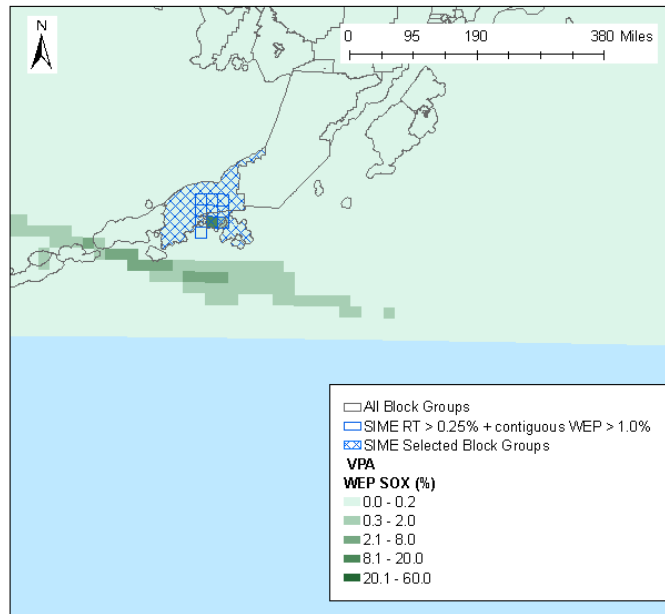 N
0 95 190 380 Miles
All Block Groups
SIME RT > 0.25% + contiguous WEP > 1.0%
SIME Selected Block Groups
VPA
WEP SOX (%)
0.0 - 0.2
0.3 - 2.0
2.1 - 8.0
8.1 - 20.0
20.1 - 60.0